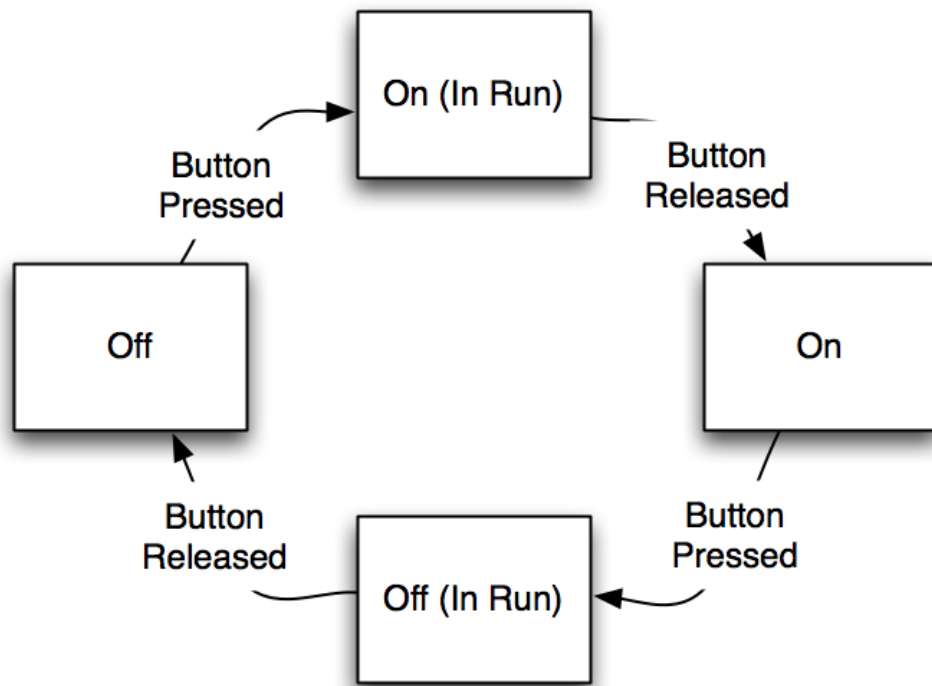 On (In Run)
Button
Pressed
Button
Released
Off
On
Button
Released
Button
Pressed
Off (In Run)